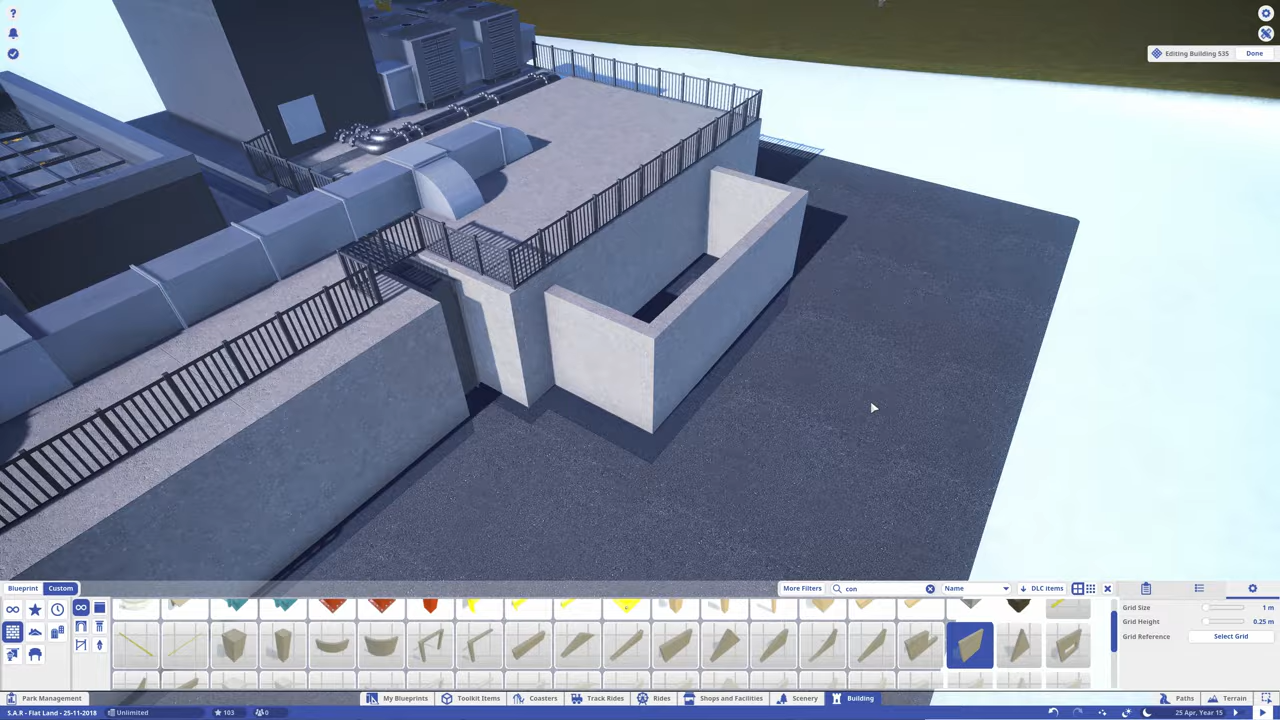 ?
Editing Building 535 Done
Blueprint Custom
More Filters con Name DLC items
Grid Size 1 m
Grid Height 0.25 m
Grid Reference Select Grid
Park Management My Blueprints Toolkit Items Coasters Track Rides Rides Shops and Facilities Scenery Building Paths Terrain
S.A.R - Flat Land - 25-11-2018 Unlimited 103 0 25 Apr, Year 15